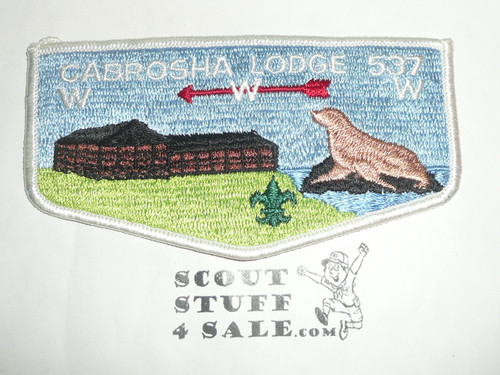 CABROSHA LODGE 537
W W W
SCOUT
STUFF
4 SALE.COM